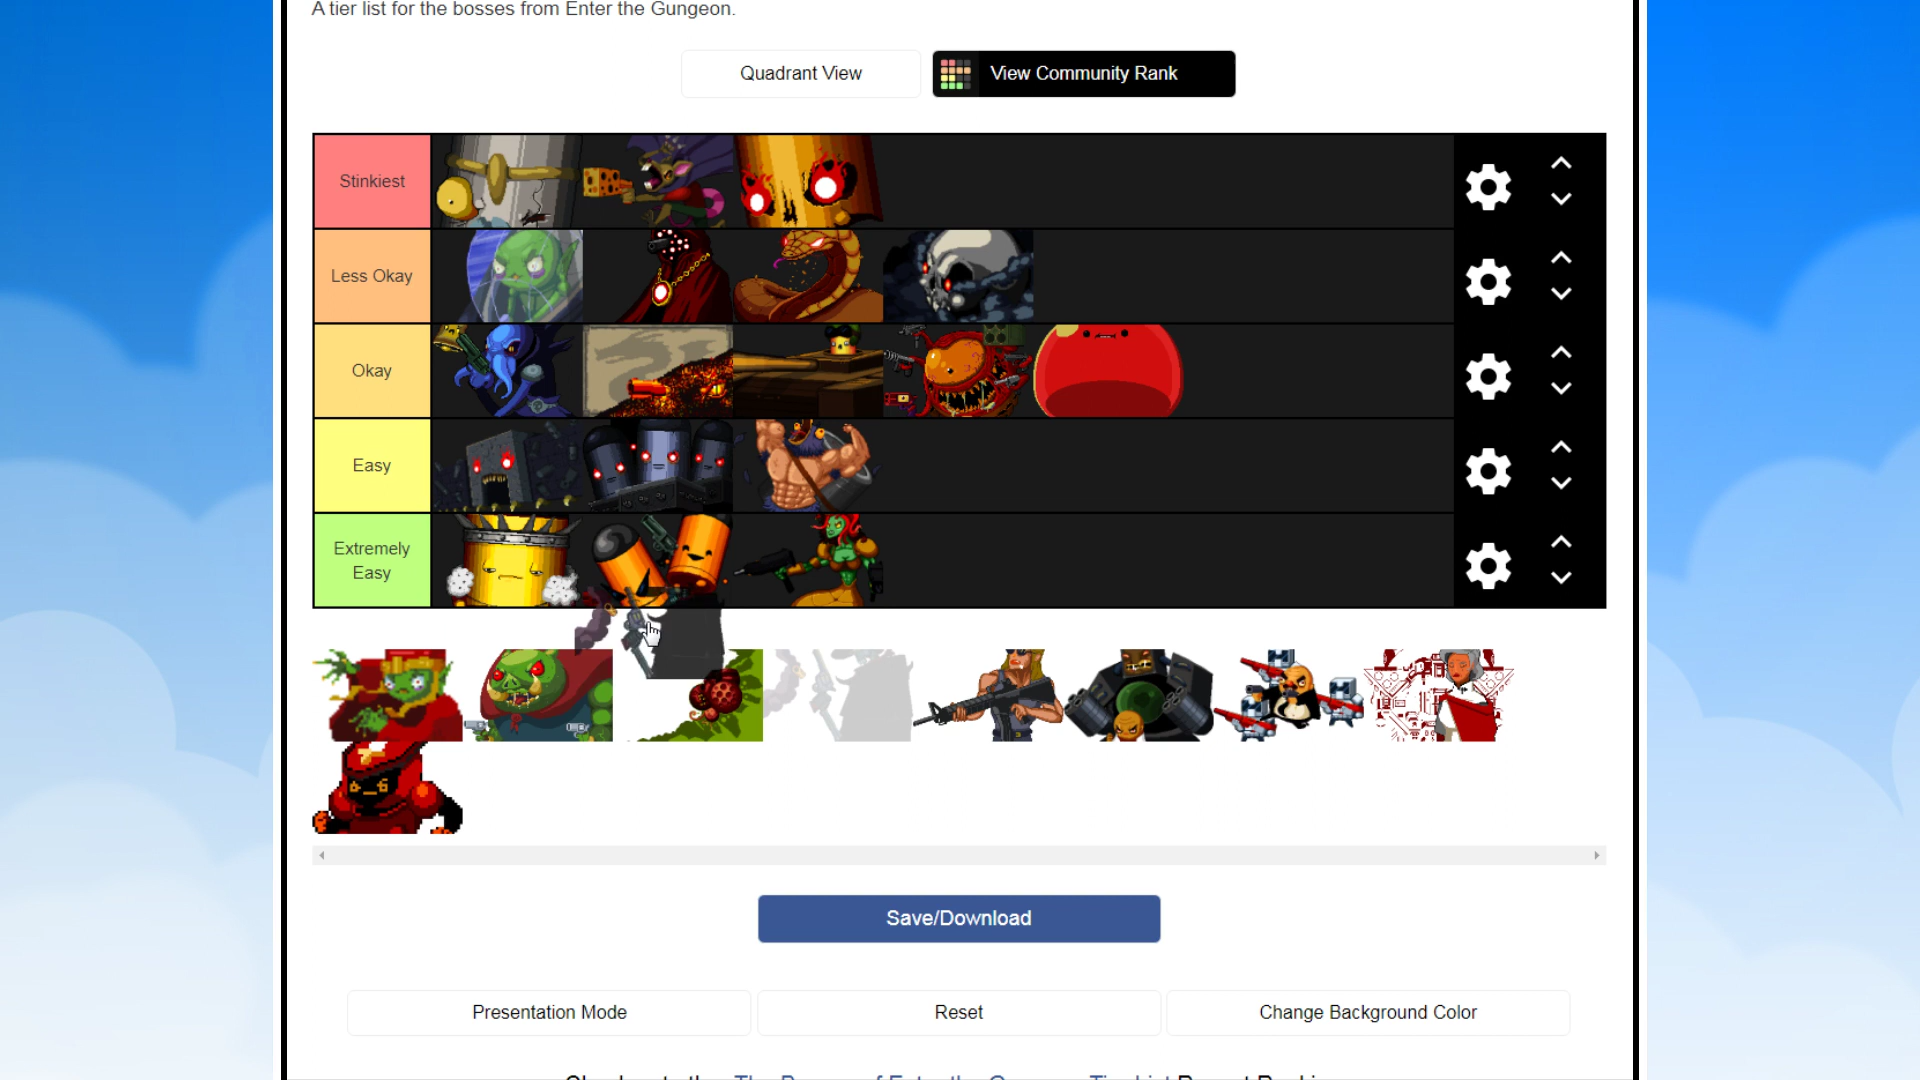 A tier list for the bosses from Enter the Gungeon.
Quadrant View
View Community Rank
Stinkiest
Less Okay
Okay
Easy
Extremely
Easy
Save/Download
Presentation Mode
Reset
Change Background Color